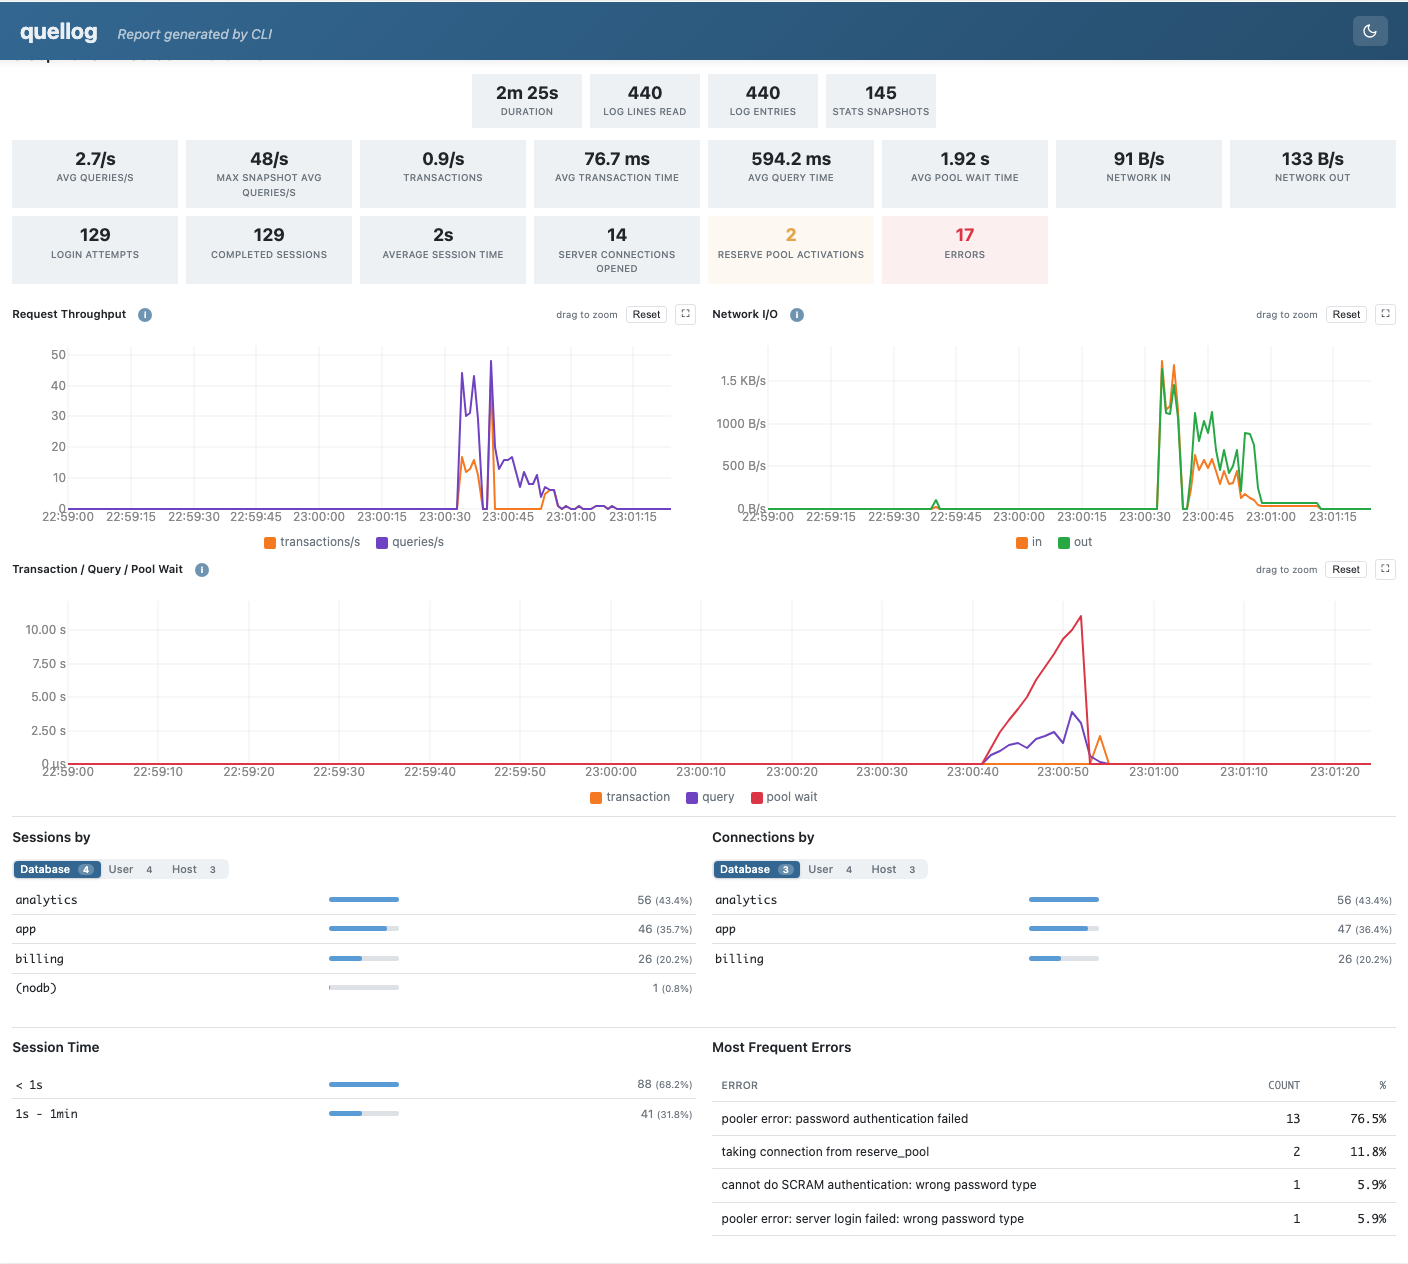 quellog Report generated by CLI
2m 25s 440 440 145
DURATION LOG LINES READ LOG ENTRIES STATS SNAPSHOTS
2.7/s 48/s 0.9/s 76.7 ms 594.2 ms 1.92 s 91 B/s 133 B/s
AVG QUERIES/S MAX SNAPSHOT AVG TRANSACTIONS AVG TRANSACTION TIME AVG QUERY TIME AVG POOL WAIT TIME NETWORK IN NETWORK OUT
QUERIES/S
129 129 2s 14 2 17
LOGIN ATTEMPTS COMPLETED SESSIONS AVERAGE SESSION TIME SERVER CONNECTIONS RESERVE POOL ACTIVATIONS ERRORS
OPENED
Request Throughput i drag to zoom Reset
50
40
30
20
10
0
22:59:00 22:59:15 22:59:30 22:59:45 23:00:00 23:00:15 23:00:30 23:00:45 23:01:00 23:01:15
transactions/s queries/s
Network I/O i drag to zoom Reset
1.5 KB/s
1000 B/s
500 B/s
0 B/s
22:59:00 22:59:15 22:59:30 22:59:45 23:00:00 23:00:15 23:00:30 23:00:45 23:01:00 23:01:15
in out
Transaction / Query / Pool Wait i drag to zoom Reset
10.00 s
7.50 s
5.00 s
2.50 s
0 µs
22:59:00 22:59:10 22:59:20 22:59:30 22:59:40 22:59:50 23:00:00 23:00:10 23:00:20 23:00:30 23:00:40 23:00:50 23:01:00 23:01:10 23:01:20
transaction query pool wait
Sessions by
Database 4 User 4 Host 3
analytics 56 (43.4%)
app 46 (35.7%)
billing 26 (20.2%)
(nodb) 1 (0.8%)
Connections by
Database 3 User 4 Host 3
analytics 56 (43.4%)
app 47 (36.4%)
billing 26 (20.2%)
Session Time
< 1s 88 (68.2%)
1s - 1min 41 (31.8%)
Most Frequent Errors
ERROR COUNT %
pooler error: password authentication failed 13 76.5%
taking connection from reserve_pool 2 11.8%
cannot do SCRAM authentication: wrong password type 1 5.9%
pooler error: server login failed: wrong password type 1 5.9%